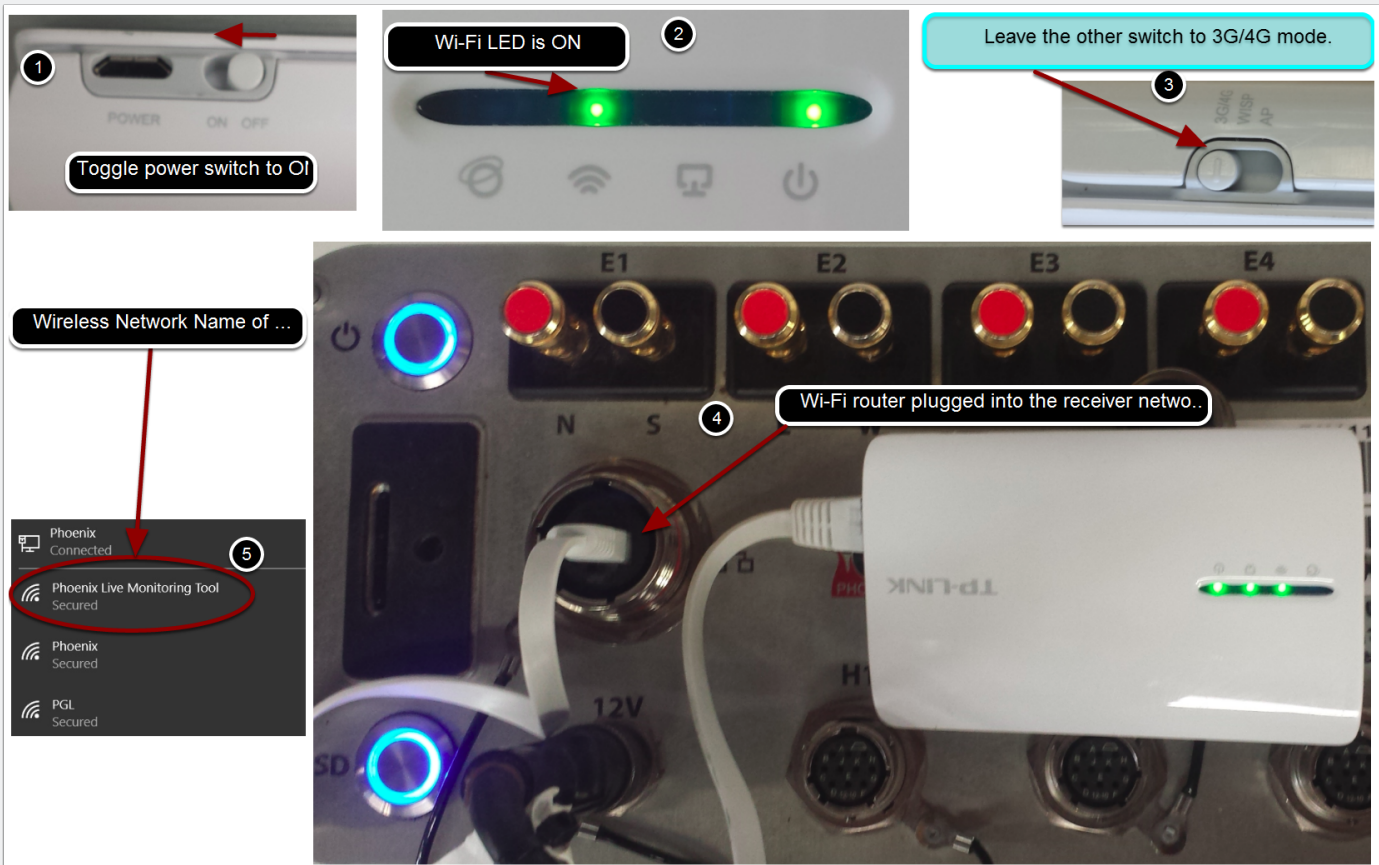 1
POWER
ON OFF
Toggle power switch to O
Wi-Fi LED is ON
2
Leave the other switch to 3G/4G mode.
3
3G/4G
WISP
AP
E1
E2
E3
E4
Wireless Network Name of ...
N
S
4
Wi-Fi router plugged into the receiver netwo..
Phoenix
Connected
5
Phoenix Live Monitoring Tool
Secured
Phoenix
Secured
PGL
Secured
TP-LINK
PHO
H1
12V
SD